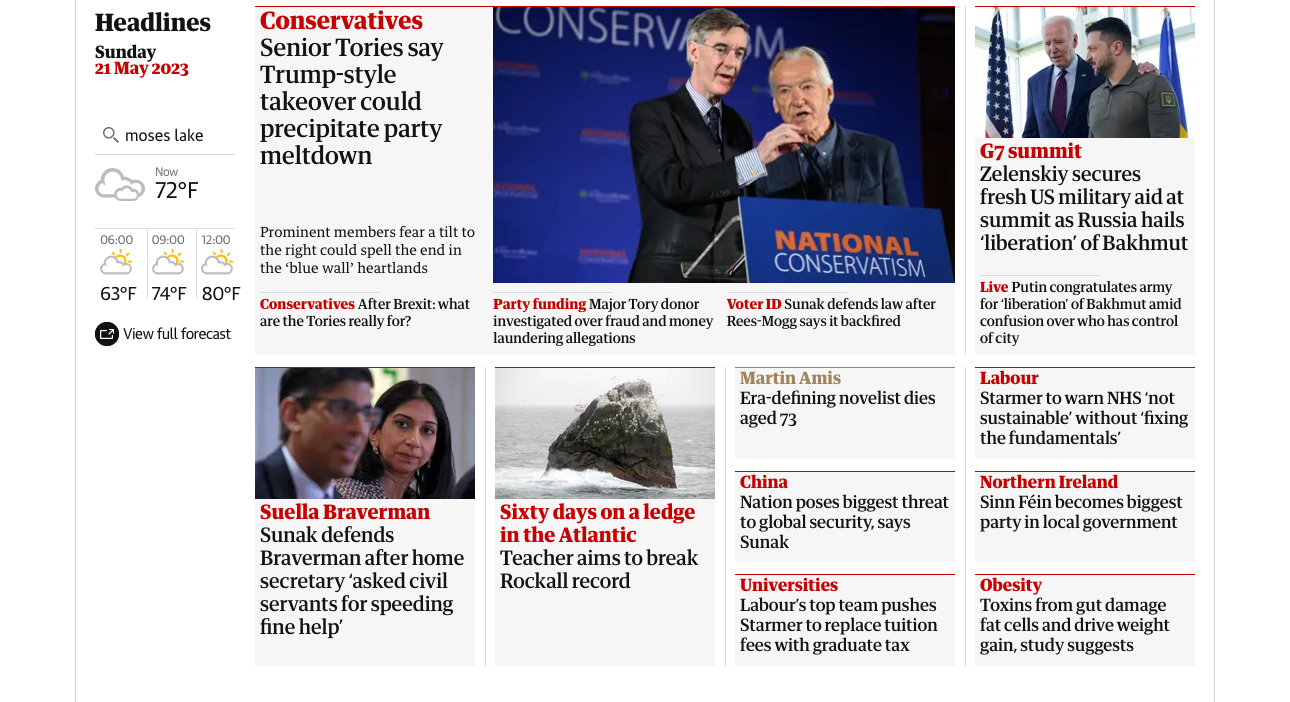 Headlines
Sunday
21 May 2023
moses lake
Now
72°F
06:00
09:00
12:00
63°F
74°F
80°F
View full forecast
Conservatives
Senior Tories say
Trump-style
takeover could
precipitate party
meltdown
Prominent members fear a tilt to
the right could spell the end in
the ‘blue wall’ heartlands
CONSERVATISM
NATIONAL
CONSERVATISM
Conservatives After Brexit: what
are the Tories really for?
Party funding Major Tory donor
investigated over fraud and money
laundering allegations
Voter ID Sunak defends law after
Rees-Mogg says it backfired
G7 summit
Zelenskiy secures
fresh US military aid at
summit as Russia hails
‘liberation’ of Bakhmut
Live Putin congratulates army
for ‘liberation’ of Bakhmut amid
confusion over who has control
of city
Suella Braverman
Sunak defends
Braverman after home
secretary ‘asked civil
servants for speeding
fine help’
Sixty days on a ledge
in the Atlantic
Teacher aims to break
Rockall record
Martin Amis
Era-defining novelist dies
aged 73
China
Nation poses biggest threat
to global security, says
Sunak
Universities
Labour’s top team pushes
Starmer to replace tuition
fees with graduate tax
Labour
Starmer to warn NHS ‘not
sustainable’ without ‘fixing
the fundamentals’
Northern Ireland
Sinn Féin becomes biggest
party in local government
Obesity
Toxins from gut damage
fat cells and drive weight
gain, study suggests